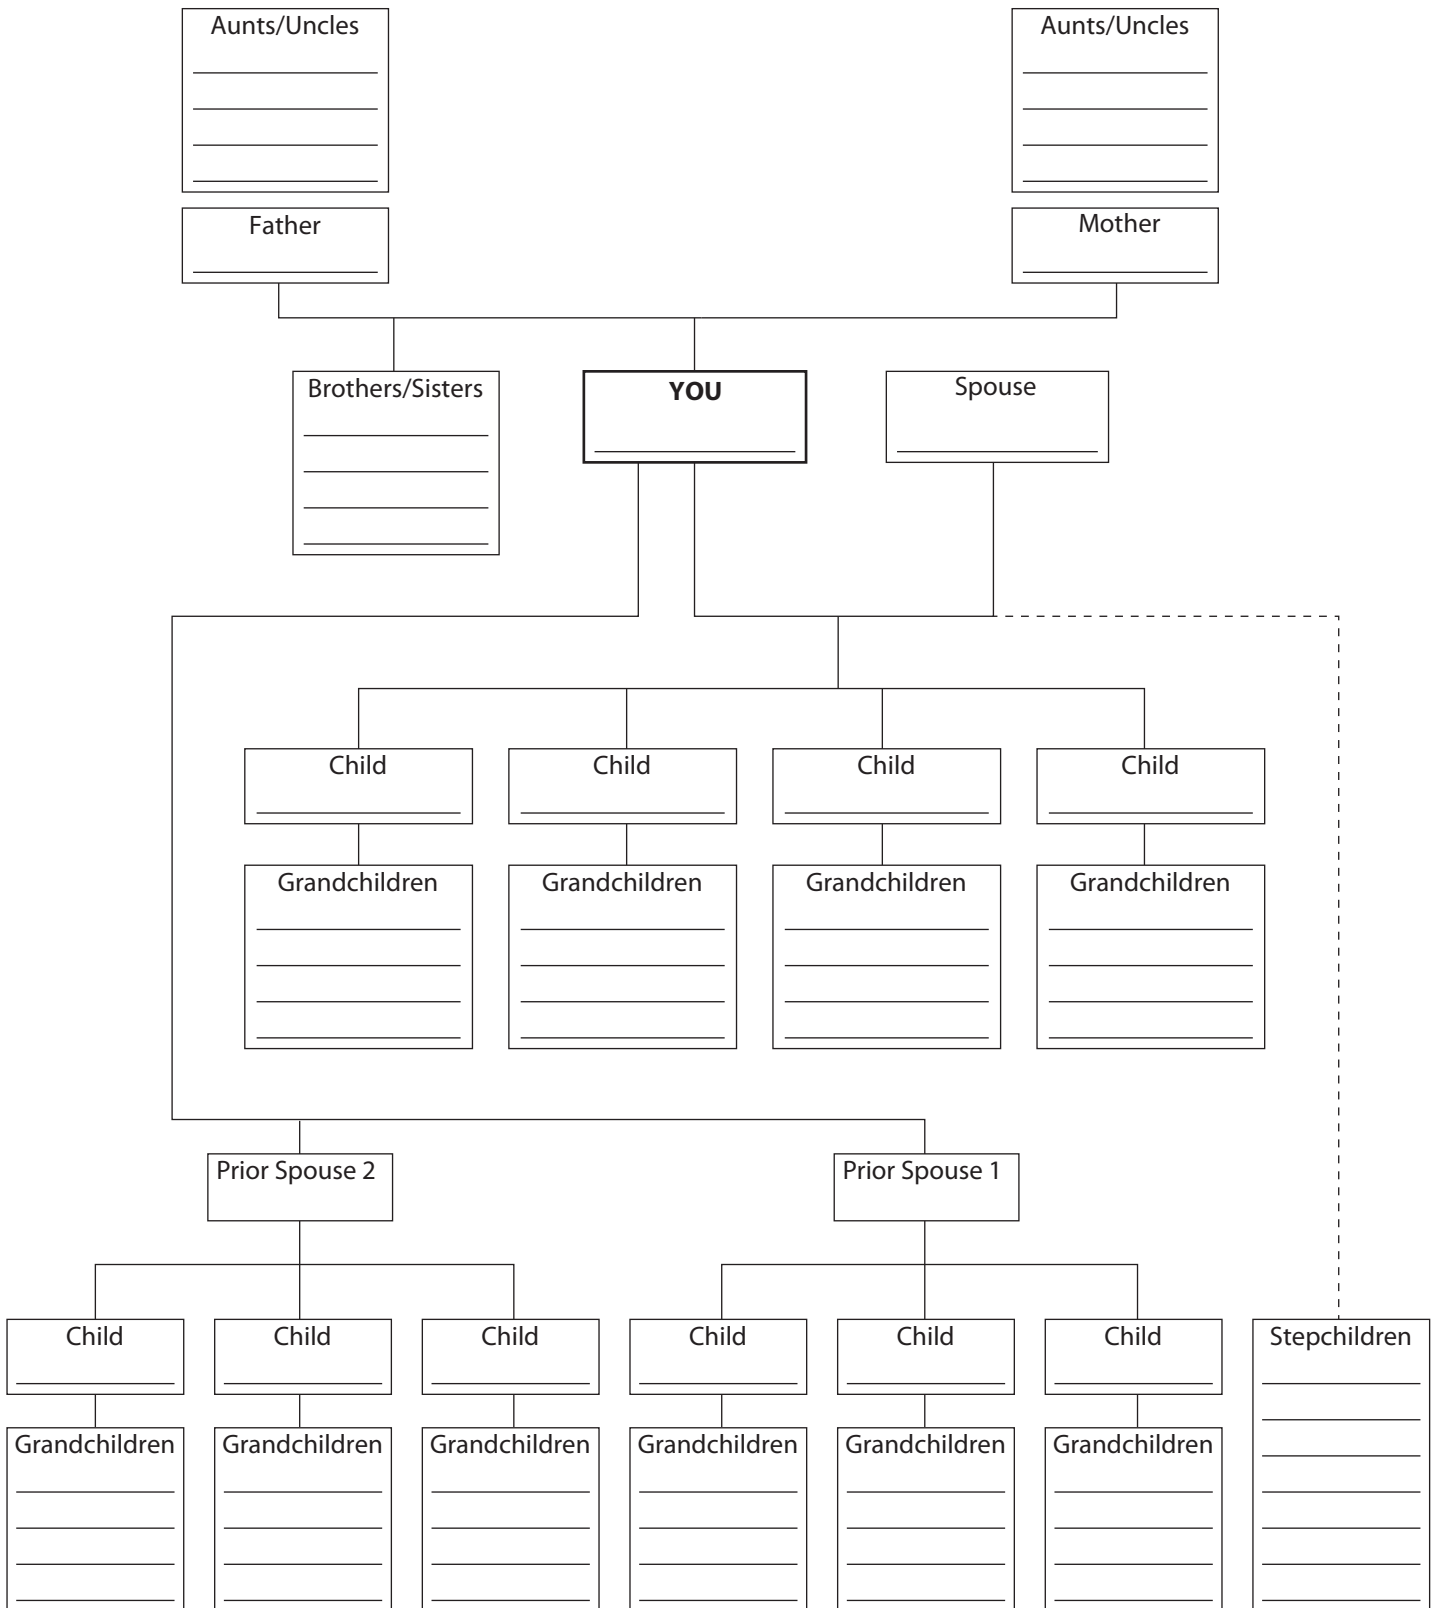 Aunts/Uncles
Aunts/Uncles
Father
Mother
Brothers/Sisters
YOU
Spouse
Child
Child
Child
Child
Grandchildren
Grandchildren
Grandchildren
Grandchildren
Prior Spouse 2
Prior Spouse 1
Child
Child
Child
Child
Child
Child
Stepchildren
Grandchildren
Grandchildren
Grandchildren
Grandchildren
Grandchildren
Grandchildren